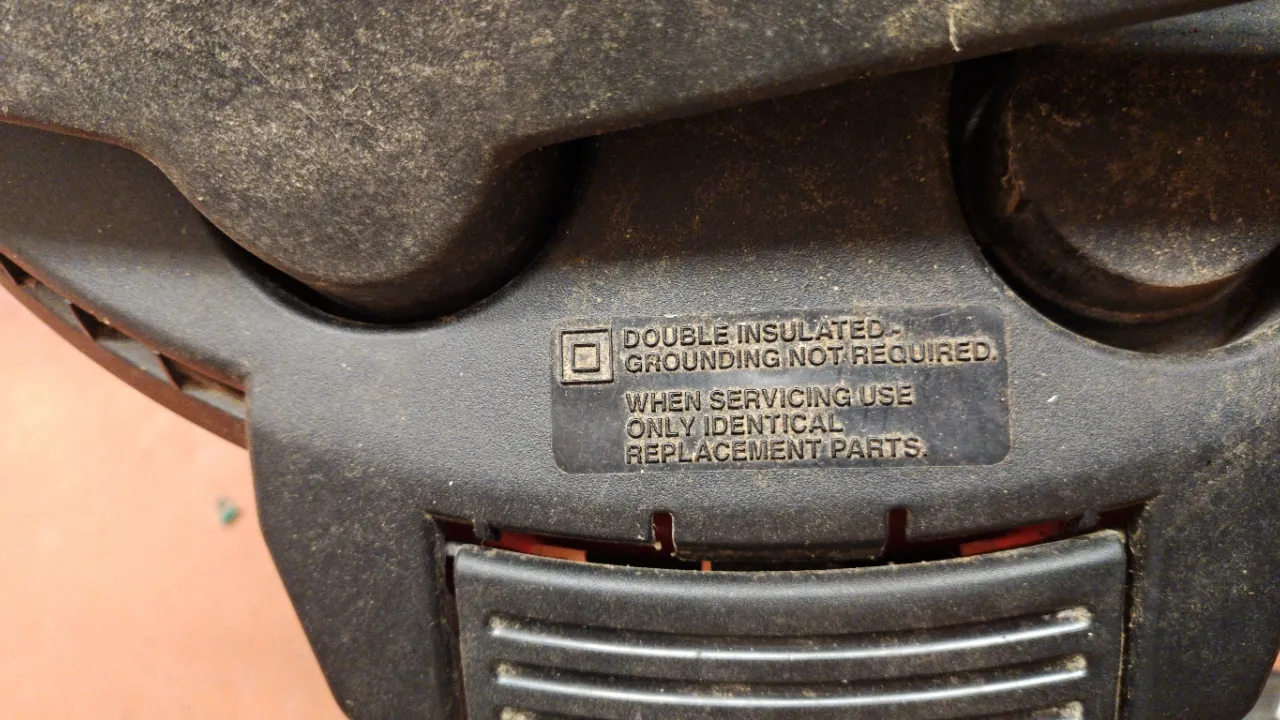 DOUBLE INSULATED.-
GROUNDING NOT REQUIRED.
WHEN SERVICING USE
ONLY IDENTICAL
REPLACEMENT PARTS.